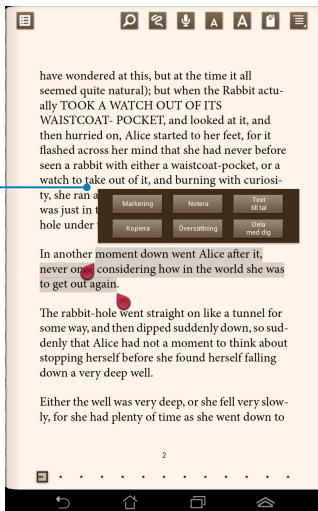 A A
have wondered at this, but at the time it all
seemed quite natural); but when the Rabbit actu-
ally TOOK A WATCH OUT OF ITS
WAISTCOAT- POCKET, and looked at it, and
then hurried on, Alice started to her feet, for it
flashed across her mind that she had never before
seen a rabbit with either a waistcoat-pocket, or a
watch to take out of it, and burning with curiosi-
ty, she ran a
was just in t
hole under
Markering Notera Text till tal
Kopiera Översättning Dela med dig
In another moment down went Alice after it,
never once considering how in the world she was
to get out again.
The rabbit-hole went straight on like a tunnel for
some way, and then dipped suddenly down, so sud-
denly that Alice had not a moment to think about
stopping herself before she found herself falling
down a very deep well.
Either the well was very deep, or she fell very slow-
ly, for she had plenty of time as she went down to
2